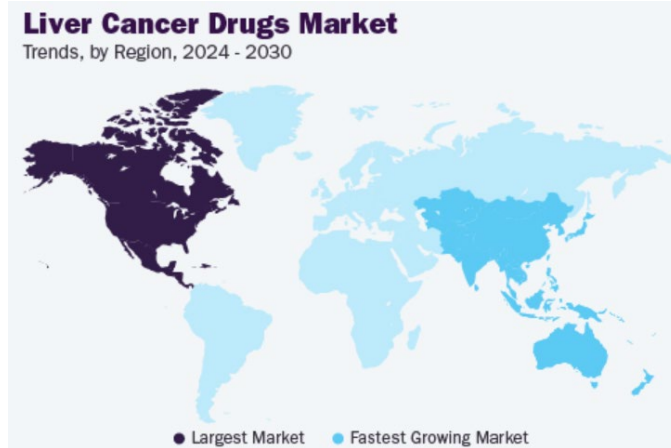 Liver Cancer Drugs Market
Trends, by Region, 2024 - 2030
Largest Market
Fastest Growing Market